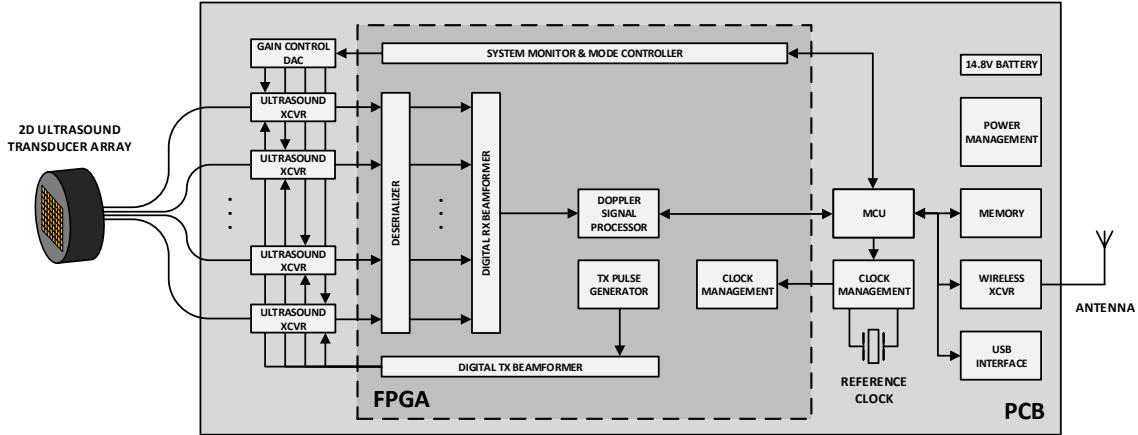 2D ULTRASOUND
TRANSDUCER ARRAY
GAIN CONTROL
DAC
ULTRASOUND
XCVR
ULTRASOUND
XCVR
ULTRASOUND
XCVR
ULTRASOUND
XCVR
SYSTEM MONITOR & MODE CONTROLLER
DESERIALIZER
DIGITAL RX BEAMFORMER
DOPPLER
SIGNAL
PROCESSOR
TX PULSE
GENERATOR
CLOCK
MANAGEMENT
DIGITAL TX BEAMFORMER
FPGA
MCU
CLOCK
MANAGEMENT
REFERENCE
CLOCK
14.8V BATTERY
POWER
MANAGEMENT
MEMORY
WIRELESS
XCVR
USB
INTERFACE
PCB
ANTENNA